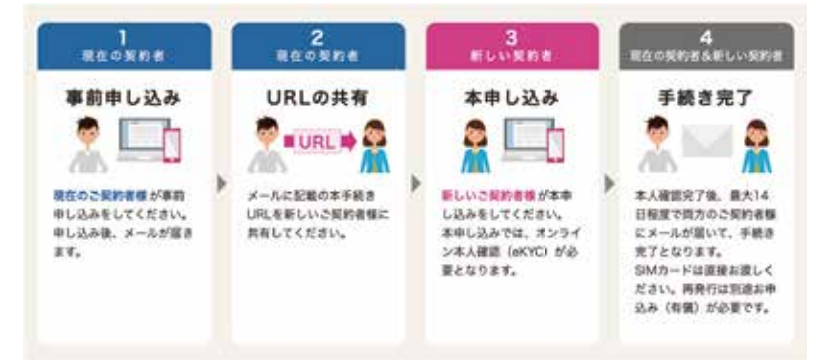 1
現在の契約者
事前申し込み
現在のご契約者様が事前
申し込みをしてください。
申し込み後、メールが届き
ます。
2
現在の契約者
URLの共有
URL
メールに記載の本手続き
URLを新しいご契約者様に
共有してください。
3
新しい契約者
本申し込み
新しいご契約者様が本申
し込みをしてください。
本申し込みでは、オンライ
ン本人確認（eKYC）が必
要となります。
4
現在の契約者&新しい契約者
手続き完了
本人確認完了後、最大14
日程度で両方のご契約者様
にメールが届いて、手続き
完了となります。
SIMカードは直接お渡しく
ださい。再発行は別途お申
込み（有償）が必要です。